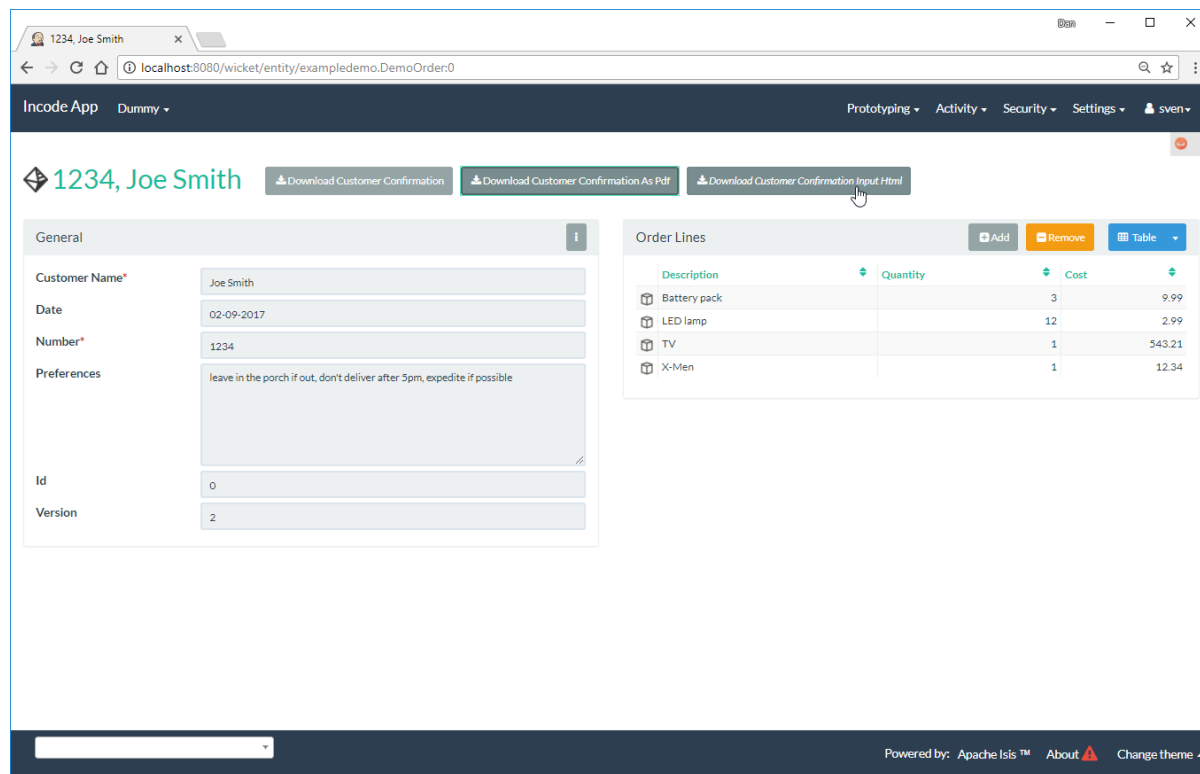 Dan
1234, Joe Smith
localhost:8080/wicket/entity/exampledemo.DemoOrder:0
Incode App Dummy Prototyping Activity Security Settings sven
1234, Joe Smith Download Customer Confirmation Download Customer Confirmation As Pdf Download Customer Confirmation Input Html
General
Customer Name* Joe Smith
Date 02-09-2017
Number* 1234
Preferences leave in the porch if out, don't deliver after 5pm, expedite if possible
Id 0
Version 2
Order Lines Add Remove Table
Description Quantity Cost
Battery pack 3 9.99
LED lamp 12 2.99
TV 1 543.21
X-Men 1 12.34
Powered by: Apache Isis ™ About Change theme